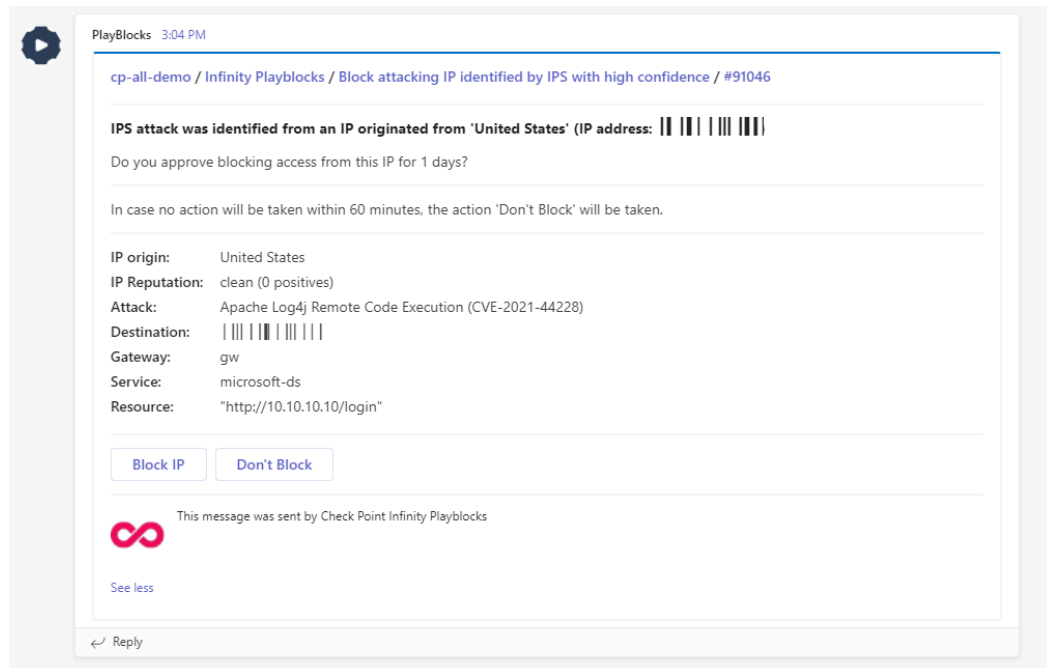 PlayBlocks 3:04 PM
cp-all-demo / Infinity Playblocks / Block attacking IP identified by IPS with high confidence / #91046
IPS attack was identified from an IP originated from 'United States' (IP address:
Do you approve blocking access from this IP for 1 days?
In case no action will be taken within 60 minutes, the action 'Don't Block' will be taken.
IP origin: United States
IP Reputation: clean (0 positives)
Attack: Apache Log4j Remote Code Execution (CVE-2021-44228)
Destination:
Gateway: gw
Service: microsoft-ds
Resource: "http://10.10.10.10/login"
Block IP Don't Block
This message was sent by Check Point Infinity Playblocks
See less
Reply